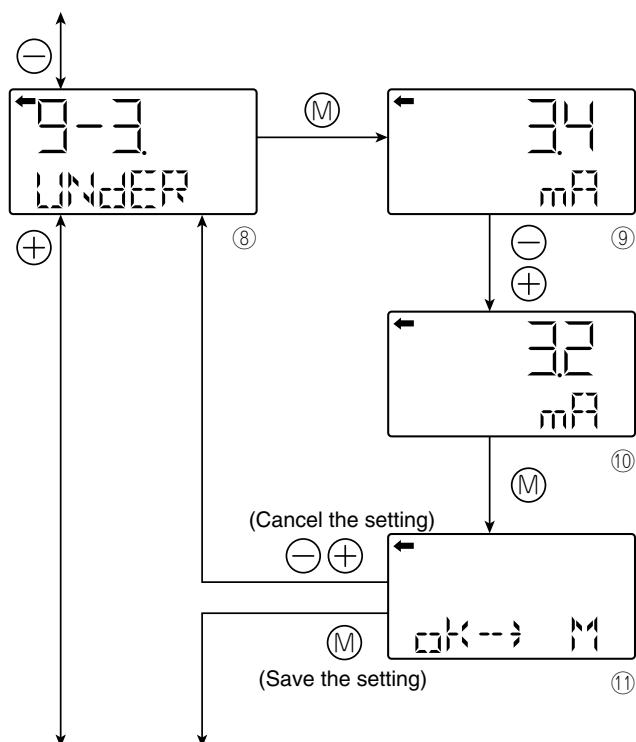 ⊖
9-3.
UNdER
Ⓜ
3.4
mA
⊕
⑧
⊖
⑨
⊕
3.2
mA
⑩
Ⓜ
(Cancel the setting)
⊖ ⊕
ok--> M
Ⓜ
(Save the setting)
⑪